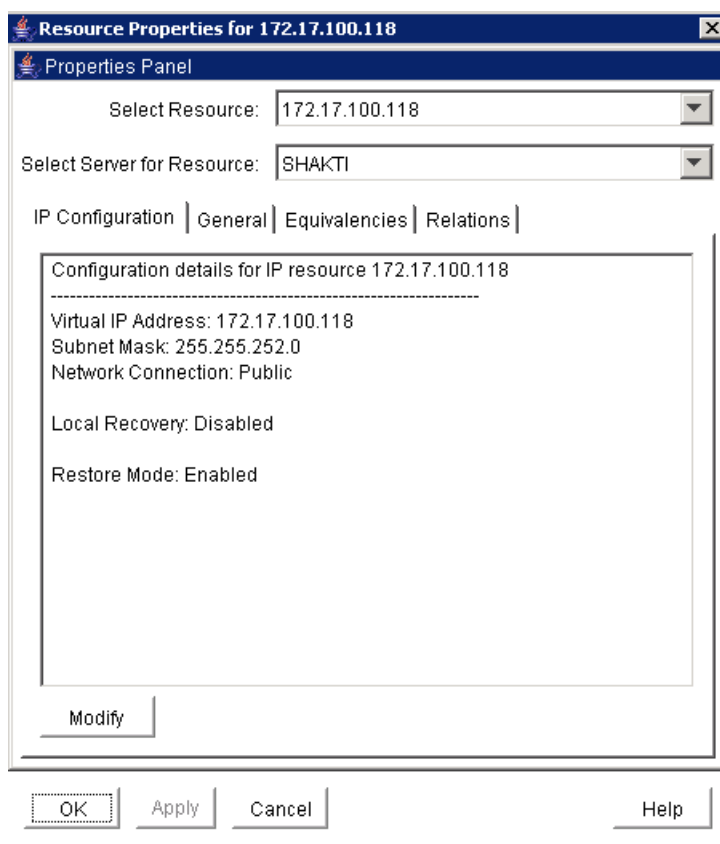 Resource Properties for 172.17.100.118
Properties Panel
Select Resource: 172.17.100.118
Select Server for Resource: SHAKTI
IP Configuration General Equivalencies Relations
Configuration details for IP resource 172.17.100.118
-------------------------------------------------------------------
Virtual IP Address: 172.17.100.118
Subnet Mask: 255.255.252.0
Network Connection: Public
Local Recovery: Disabled
Restore Mode: Enabled
Modify
OK Apply Cancel Help